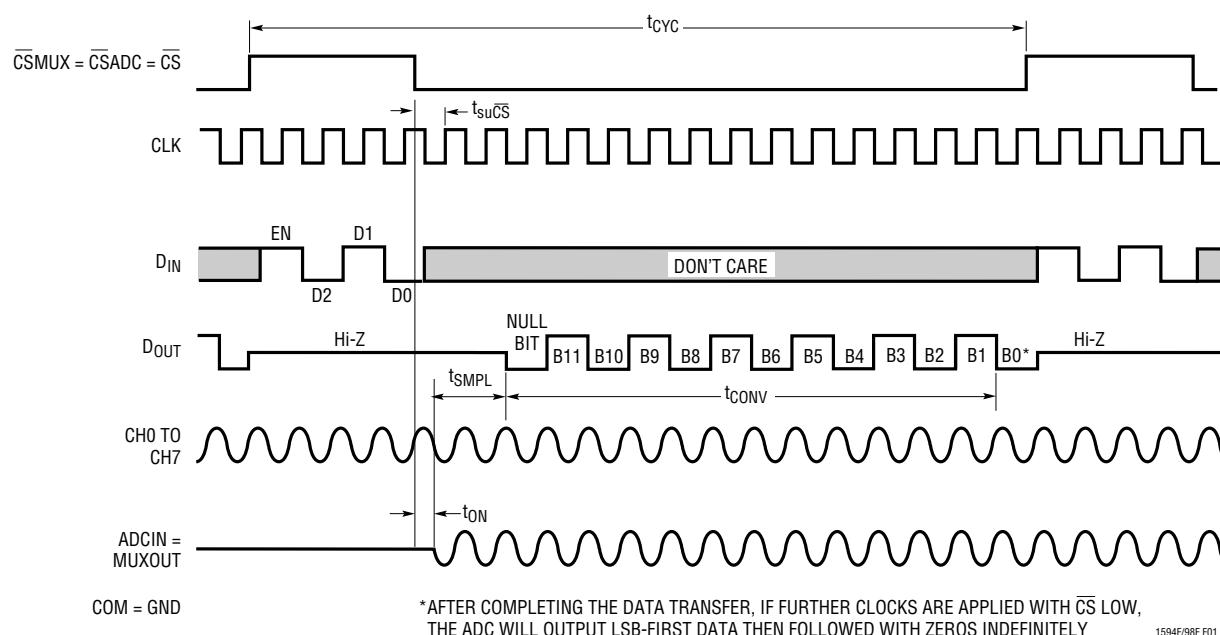 tCYC
CSMUX = CSADC = CS
tsuCS
CLK
EN
D1
DIN
DON'T CARE
D2
D0
NULL
BIT
Hi-Z
DOUT
B11
B10
B9
B8
B7
B6
B5
B4
B3
B2
B1
B0*
Hi-Z
tSMPL
tCONV
CH0 TO
CH7
tON
ADCIN =
MUXOUT
COM = GND
*AFTER COMPLETING THE DATA TRANSFER, IF FURTHER CLOCKS ARE APPLIED WITH CS LOW,
THE ADC WILL OUTPUT LSB-FIRST DATA THEN FOLLOWED WITH ZEROS INDEFINITELY
1594F/98F F01